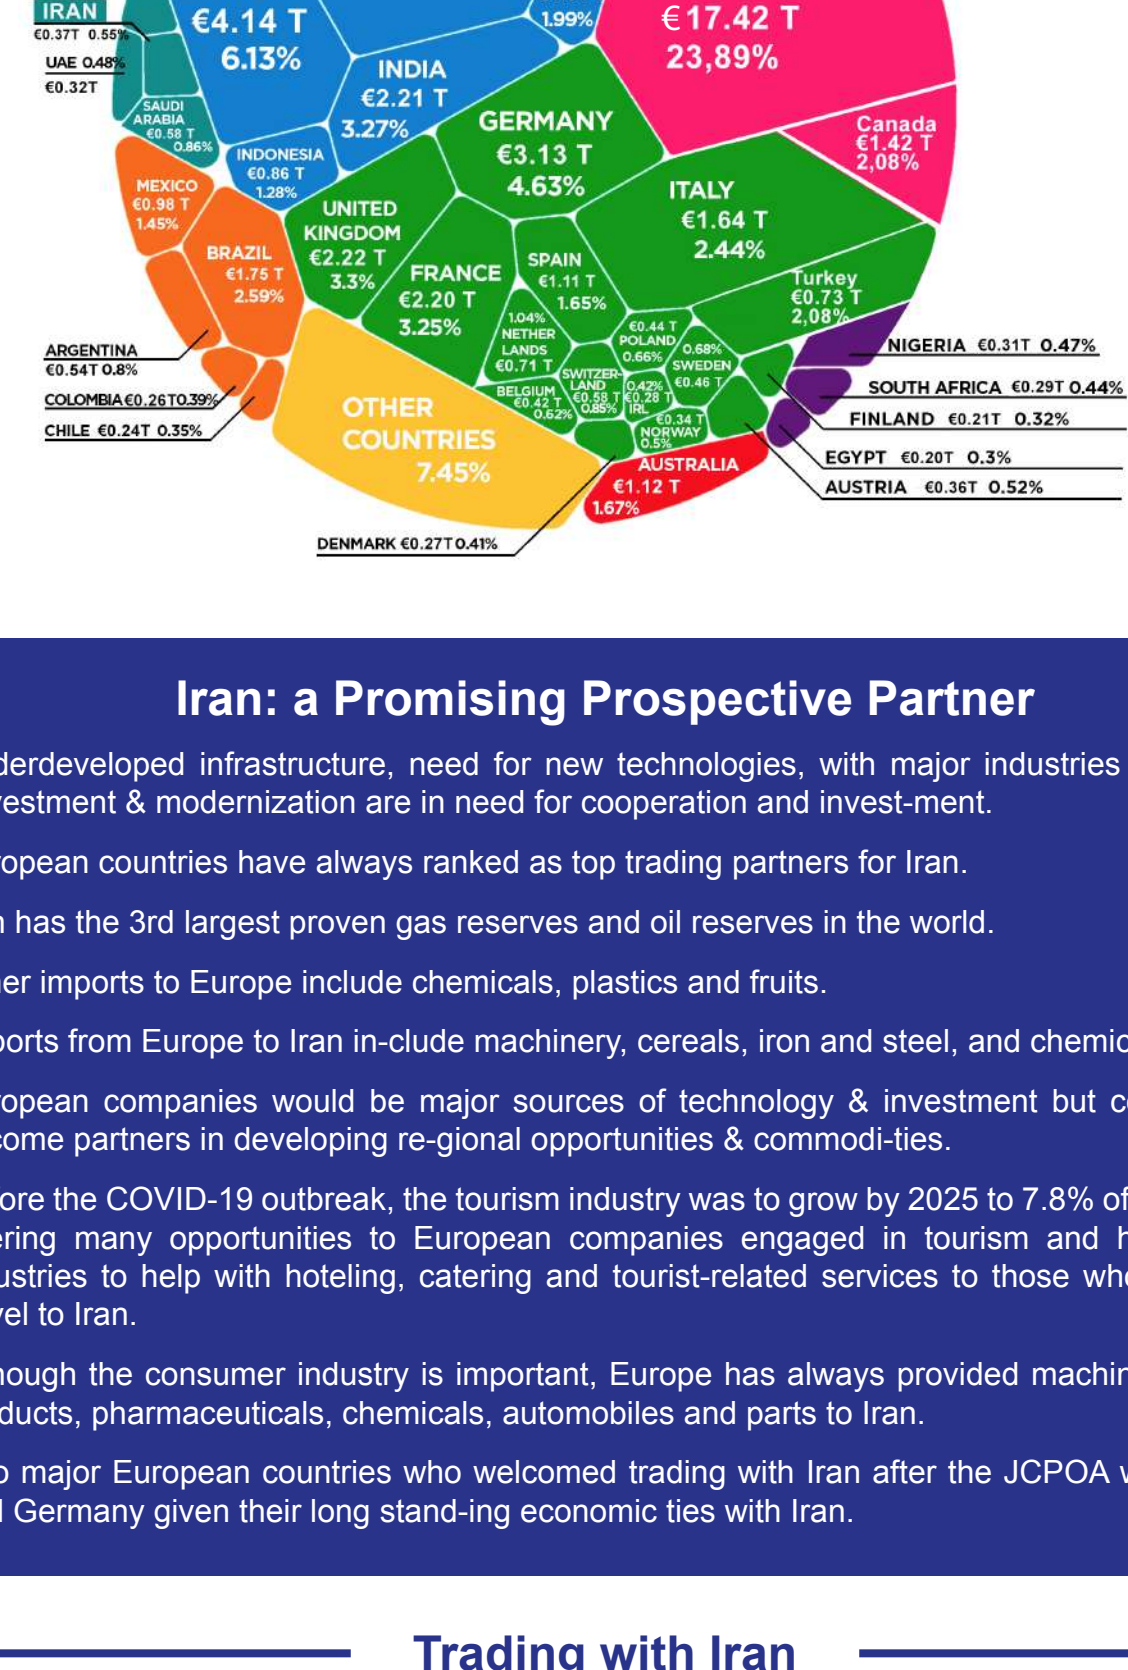 IRAN
€0.37T 0.55%
UAE 0.48%
€0.32T
€4.14 T
6.13%
1.99%
€17.42 T
23,89%
INDIA
€2.21 T
3.27%
SAUDI
ARABIA
€0.58 T
0.86%
GERMANY
€3.13 T
4.63%
Canada
€1.42 T
2,08%
INDONESIA
€0.86 T
1.28%
MEXICO
€0.98 T
1.45%
ITALY
€1.64 T
2.44%
UNITED
KINGDOM
€2.22 T
3.3%
BRAZIL
€1.75 T
2.59%
FRANCE
€2.20 T
3.25%
SPAIN
€1.11 T
1.65%
Turkey
€0.73 T
2,08%
1.04%
NETHER
LANDS
€0.71 T
€0.44 T
POLAND
0.66%
0.68%
SWEDEN
€0.46 T
SWITZER-
LAND
€0.58 T
0.85%
0.42%
€0.28 T
IRL
BELGIUM
€0.42 T
0.62%
€0.34 T
NORWAY
0.5%
ARGENTINA
€0.54T 0.8%
COLOMBIA €0.26T 0.39%
CHILE €0.24T 0.35%
OTHER
COUNTRIES
7.45%
AUSTRALIA
€1.12 T
1.67%
NIGERIA €0.31T 0.47%
SOUTH AFRICA €0.29T 0.44%
FINLAND €0.21T 0.32%
EGYPT €0.20T 0.3%
AUSTRIA €0.36T 0.52%
DENMARK €0.27T 0.41%
Iran: a Promising Prospective Partner
derdeveloped infrastructure, need for new technologies, with major industries
vestment & modernization are in need for cooperation and invest-ment.
ropean countries have always ranked as top trading partners for Iran.
n has the 3rd largest proven gas reserves and oil reserves in the world.
her imports to Europe include chemicals, plastics and fruits.
ports from Europe to Iran in-clude machinery, cereals, iron and steel, and chemic
ropean companies would be major sources of technology & investment but c
come partners in developing re-gional opportunities & commodi-ties.
fore the COVID-19 outbreak, the tourism industry was to grow by 2025 to 7.8% of
ering many opportunities to European companies engaged in tourism and h
ustries to help with hoteling, catering and tourist-related services to those who
vel to Iran.
hough the consumer industry is important, Europe has always provided machin
ducts, pharmaceuticals, chemicals, automobiles and parts to Iran.
o major European countries who welcomed trading with Iran after the JCPOA w
d Germany given their long stand-ing economic ties with Iran.
Trading with Iran